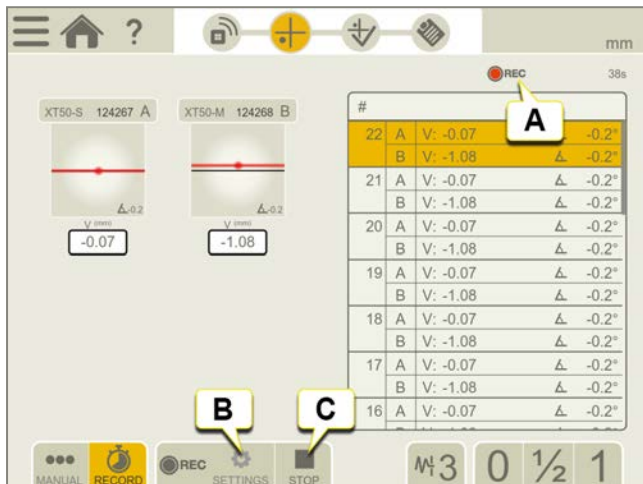 ?
mm
REC 38s
XT50-S 124267 A
XT50-M 124268 B
-0.2
-0.2
V (mm)
V (mm)
-0.07
-1.08
A
#
22 A V: -0.07 -0.2°
B V: -1.08 -0.2°
21 A V: -0.07 -0.2°
B V: -1.08 -0.2°
20 A V: -0.07 -0.2°
B V: -1.08 -0.2°
19 A V: -0.07 -0.2°
B V: -1.08 -0.2°
18 A V: -0.07 -0.2°
B V: -1.08 -0.2°
17 A V: -0.07 -0.2°
B V: -1.08 -0.2°
16 A V: -0.07 -0.2°
B
C
MANUAL RECORD REC SETTINGS STOP 3 0 ½ 1